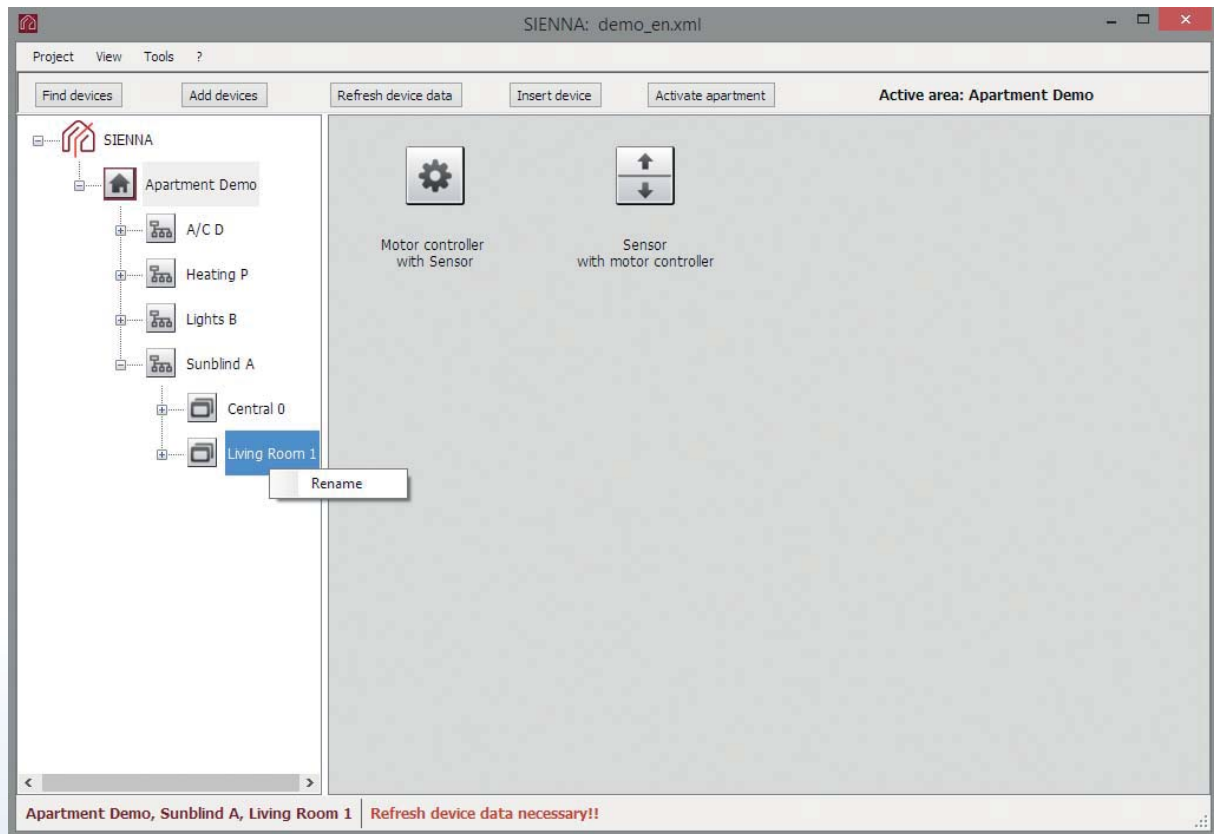 SIENNA: demo_en.xml
Project View Tools ?
Find devices Add devices Refresh device data Insert device Activate apartment Active area: Apartment Demo
SIENNA
Apartment Demo
A/C D
Heating P
Lights B
Sunblind A
Central 0
Living Room 1
Rename
Motor controller
with Sensor
Sensor
with motor controller
Apartment Demo, Sunblind A, Living Room 1 Refresh device data necessary!!